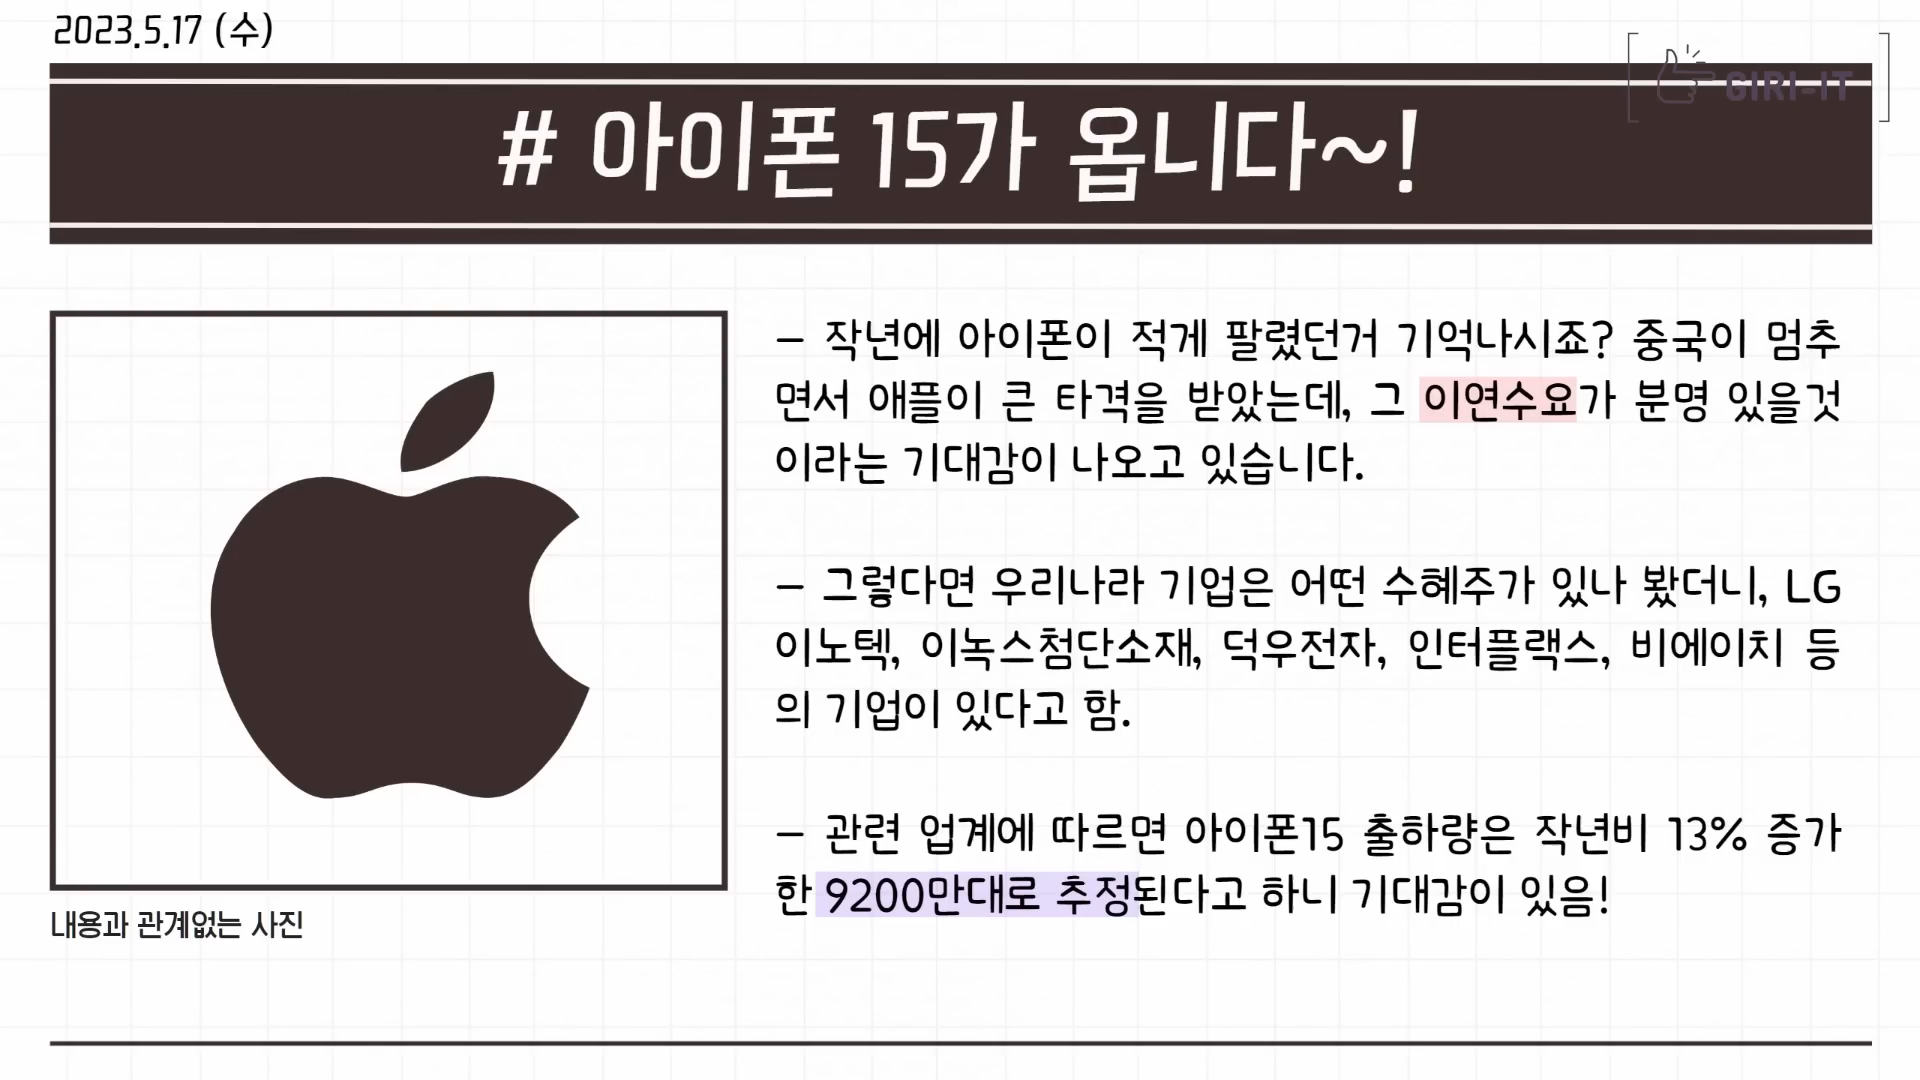 2023.5.17 (수)
GIRI-IT
# 아이폰 15가 옵니다~!
– 작년에 아이폰이 적게 팔렸던거 기억나시죠? 중국이 멈추
면서 애플이 큰 타격을 받았는데, 그 이연수요가 분명 있을것
이라는 기대감이 나오고 있습니다.
– 그렇다면 우리나라 기업은 어떤 수혜주가 있나 봤더니, LG
이노텍, 이녹스첨단소재, 덕우전자, 인터플랙스, 비에이치 등
의 기업이 있다고 함.
– 관련 업계에 따르면 아이폰15 출하량은 작년비 13% 증가
한 9200만대로 추정된다고 하니 기대감이 있음!
내용과 관계없는 사진